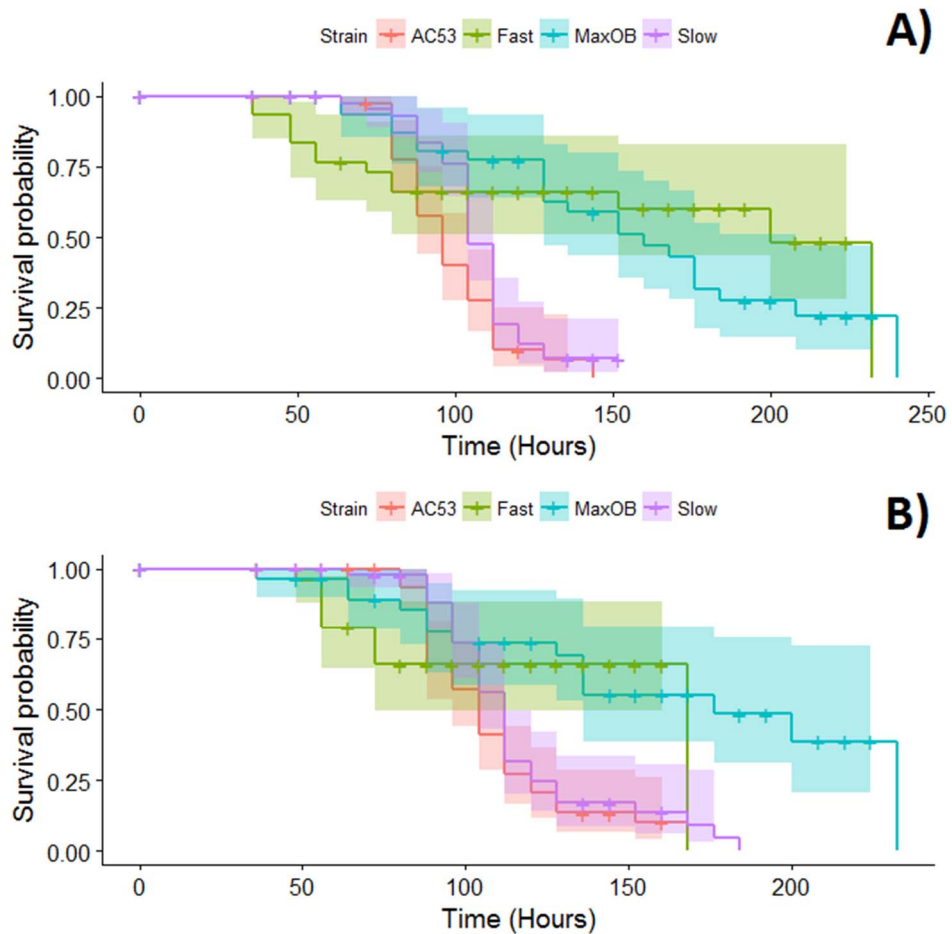 A)
Strain AC53 Fast MaxOB Slow
Survival probability
1.00
0.75
0.50
0.25
0.00
0 50 100 150 200 250
Time (Hours)
B)
Strain AC53 Fast MaxOB Slow
Survival probability
1.00
0.75
0.50
0.25
0.00
0 50 100 150 200
Time (Hours)